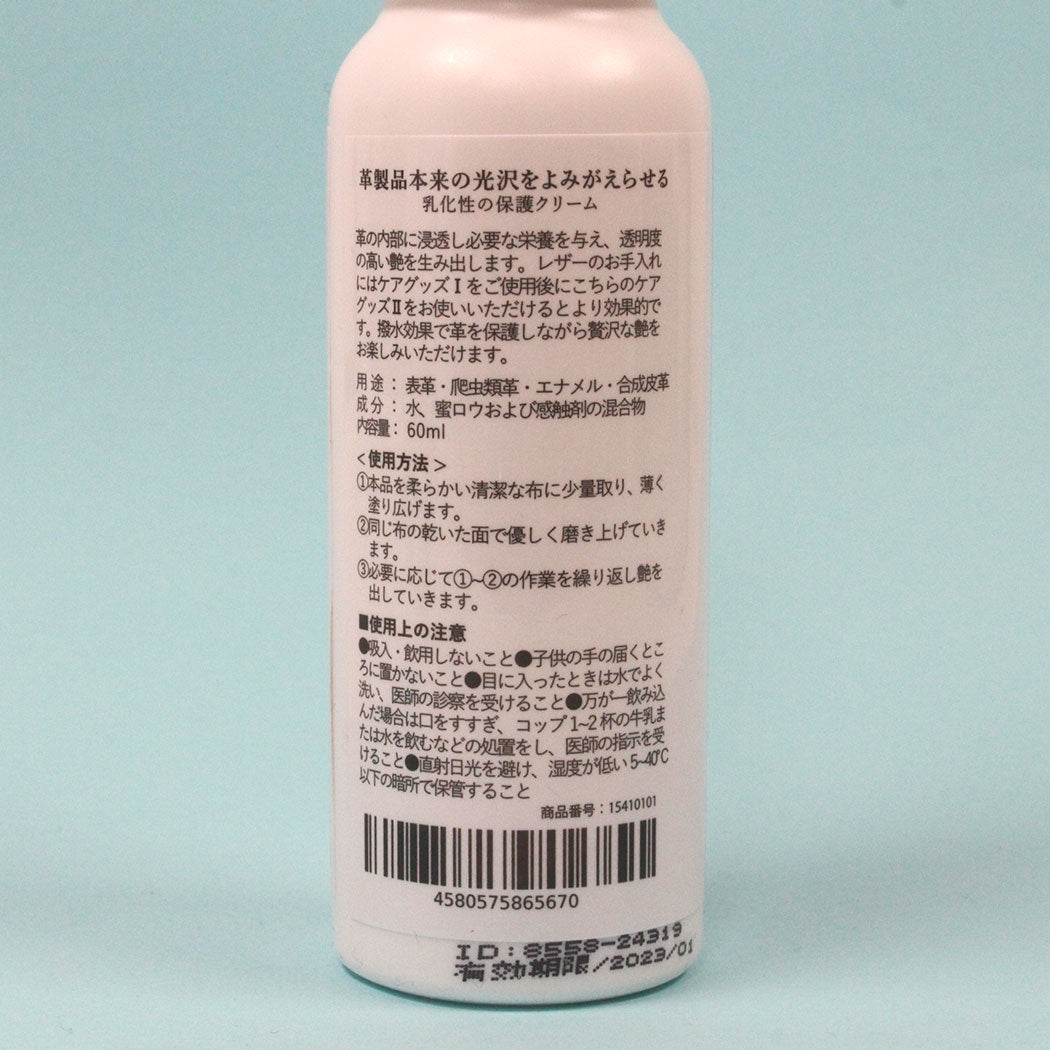 革製品本来の光沢をよみがえらせる
乳化性の保護クリーム
革の内部に浸透し必要な栄養を与え、透明度
の高い艶を生み出します。レザーのお手入れ
にはケアグッズⅠをご使用後にこちらのケア
グッズⅡをお使いいただけるとより効果的で
す。撥水効果で革を保護しながら贅沢な艶を
お楽しみいただけます。
用途：表革・爬虫類革・エナメル・合成皮革
成分：水、蜜ロウおよび感触剤の混合物
内容量：60ml
＜使用方法＞
①本品を柔らかい清潔な布に少量取り、薄く
塗り広げます。
②同じ布の乾いた面で優しく磨き上げていき
ます。
③必要に応じて①~②の作業を繰り返し艶を
出していきます。
■使用上の注意
●吸入・飲用しないこと●子供の手の届くとこ
ろに置かないこと●目に入ったときは水でよく
洗い、医師の診察を受けること●万が一飲み込
んだ場合は口をすすぎ、コップ1~2杯の牛乳ま
たは水を飲むなどの処置をし、医師の指示を受
けること●直射日光を避け、湿度が低い5~40℃
以下の暗所で保管すること
商品番号：15410101
4580575865670
ID:8558-24319
有効期限/2023/01